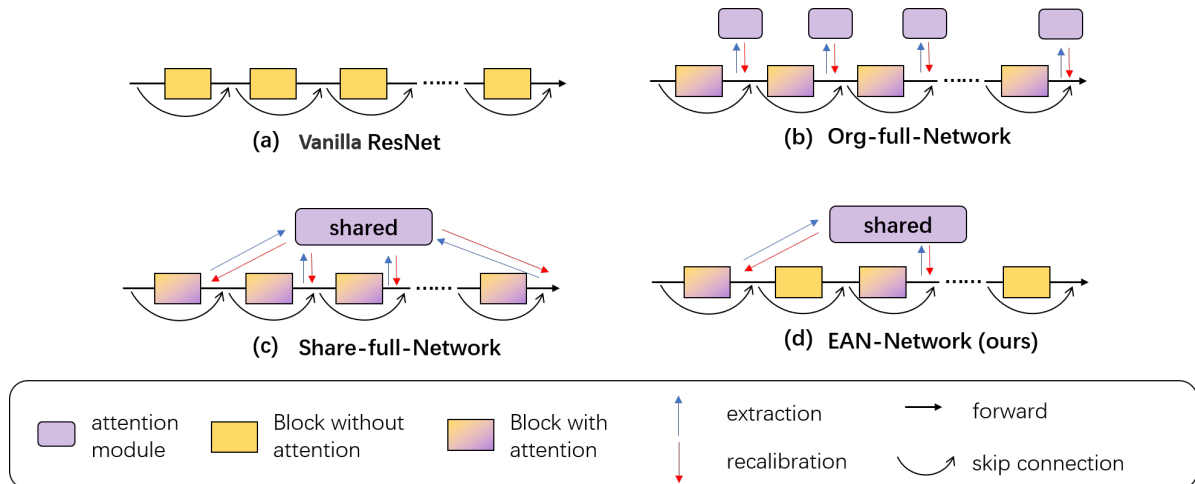 (a) Vanilla ResNet
(b) Org-full-Network
shared
(c) Share-full-Network
shared
(d) EAN-Network (ours)
attention
module
Block without
attention
Block with
attention
extraction
recalibration
forward
skip connection